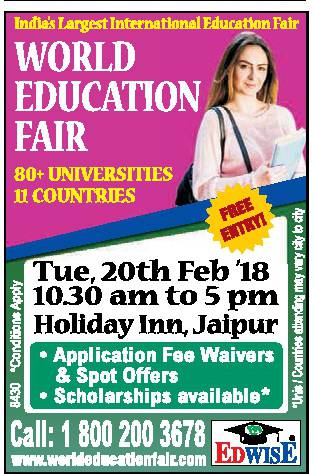 India's Largest International Education Fair
WORLD
EDUCATION
FAIR
80+ UNIVERSITIES
11 COUNTRIES
FREE
ENTRY!
Tue, 20th Feb '18
10.30 am to 5 pm
Holiday Inn, Jaipur
• Application Fee Waivers
& Spot Offers
• Scholarships available*
8430 *Conditions Apply
*Unis / Countries attending may vary city to city
Call: 1 800 200 3678
www.worldeducationfair.com
EDWISE